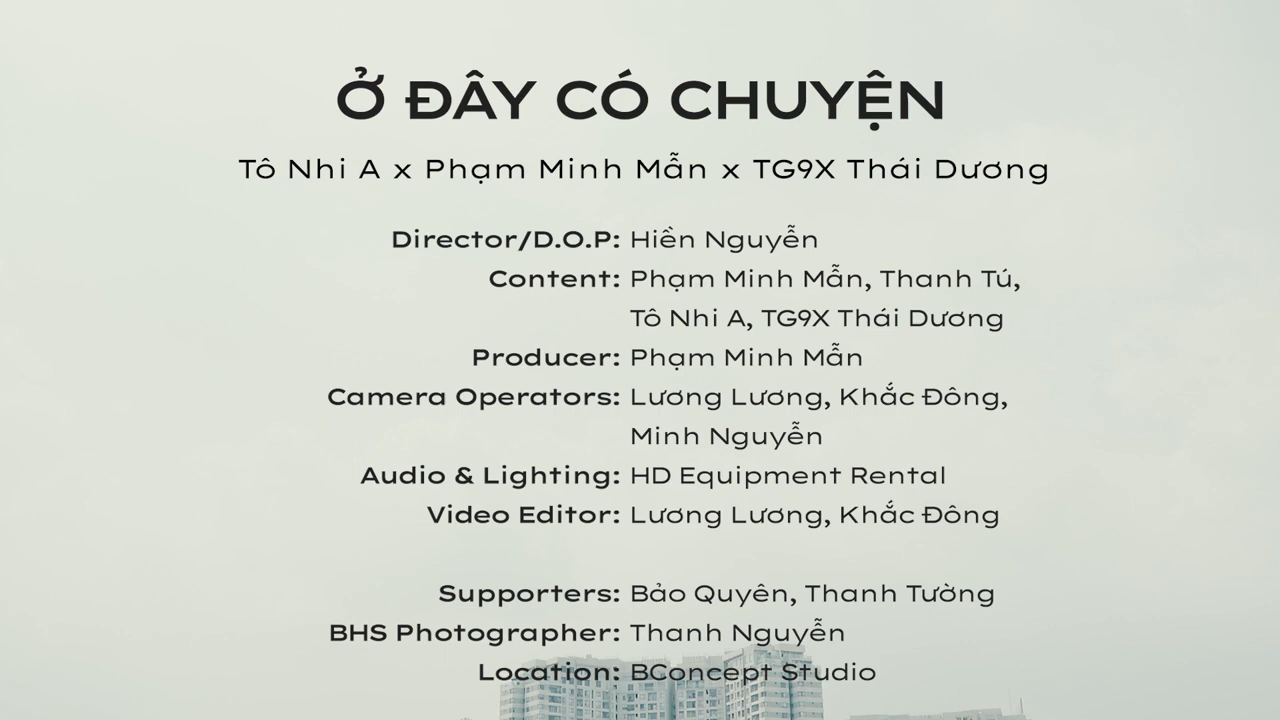 Ở ĐÂY CÓ CHUYỆN
Tô Nhi A x Phạm Minh Mẫn x TG9X Thái Dương
Director/D.O.P: Hiền Nguyễn
Content: Phạm Minh Mẫn, Thanh Tú,
Tô Nhi A, TG9X Thái Dương
Producer: Phạm Minh Mẫn
Camera Operators: Lương Lương, Khắc Đông,
Minh Nguyễn
Audio & Lighting: HD Equipment Rental
Video Editor: Lương Lương, Khắc Đông
Supporters: Bảo Quyên, Thanh Tường
BHS Photographer: Thanh Nguyễn
Location: BConcept Studio